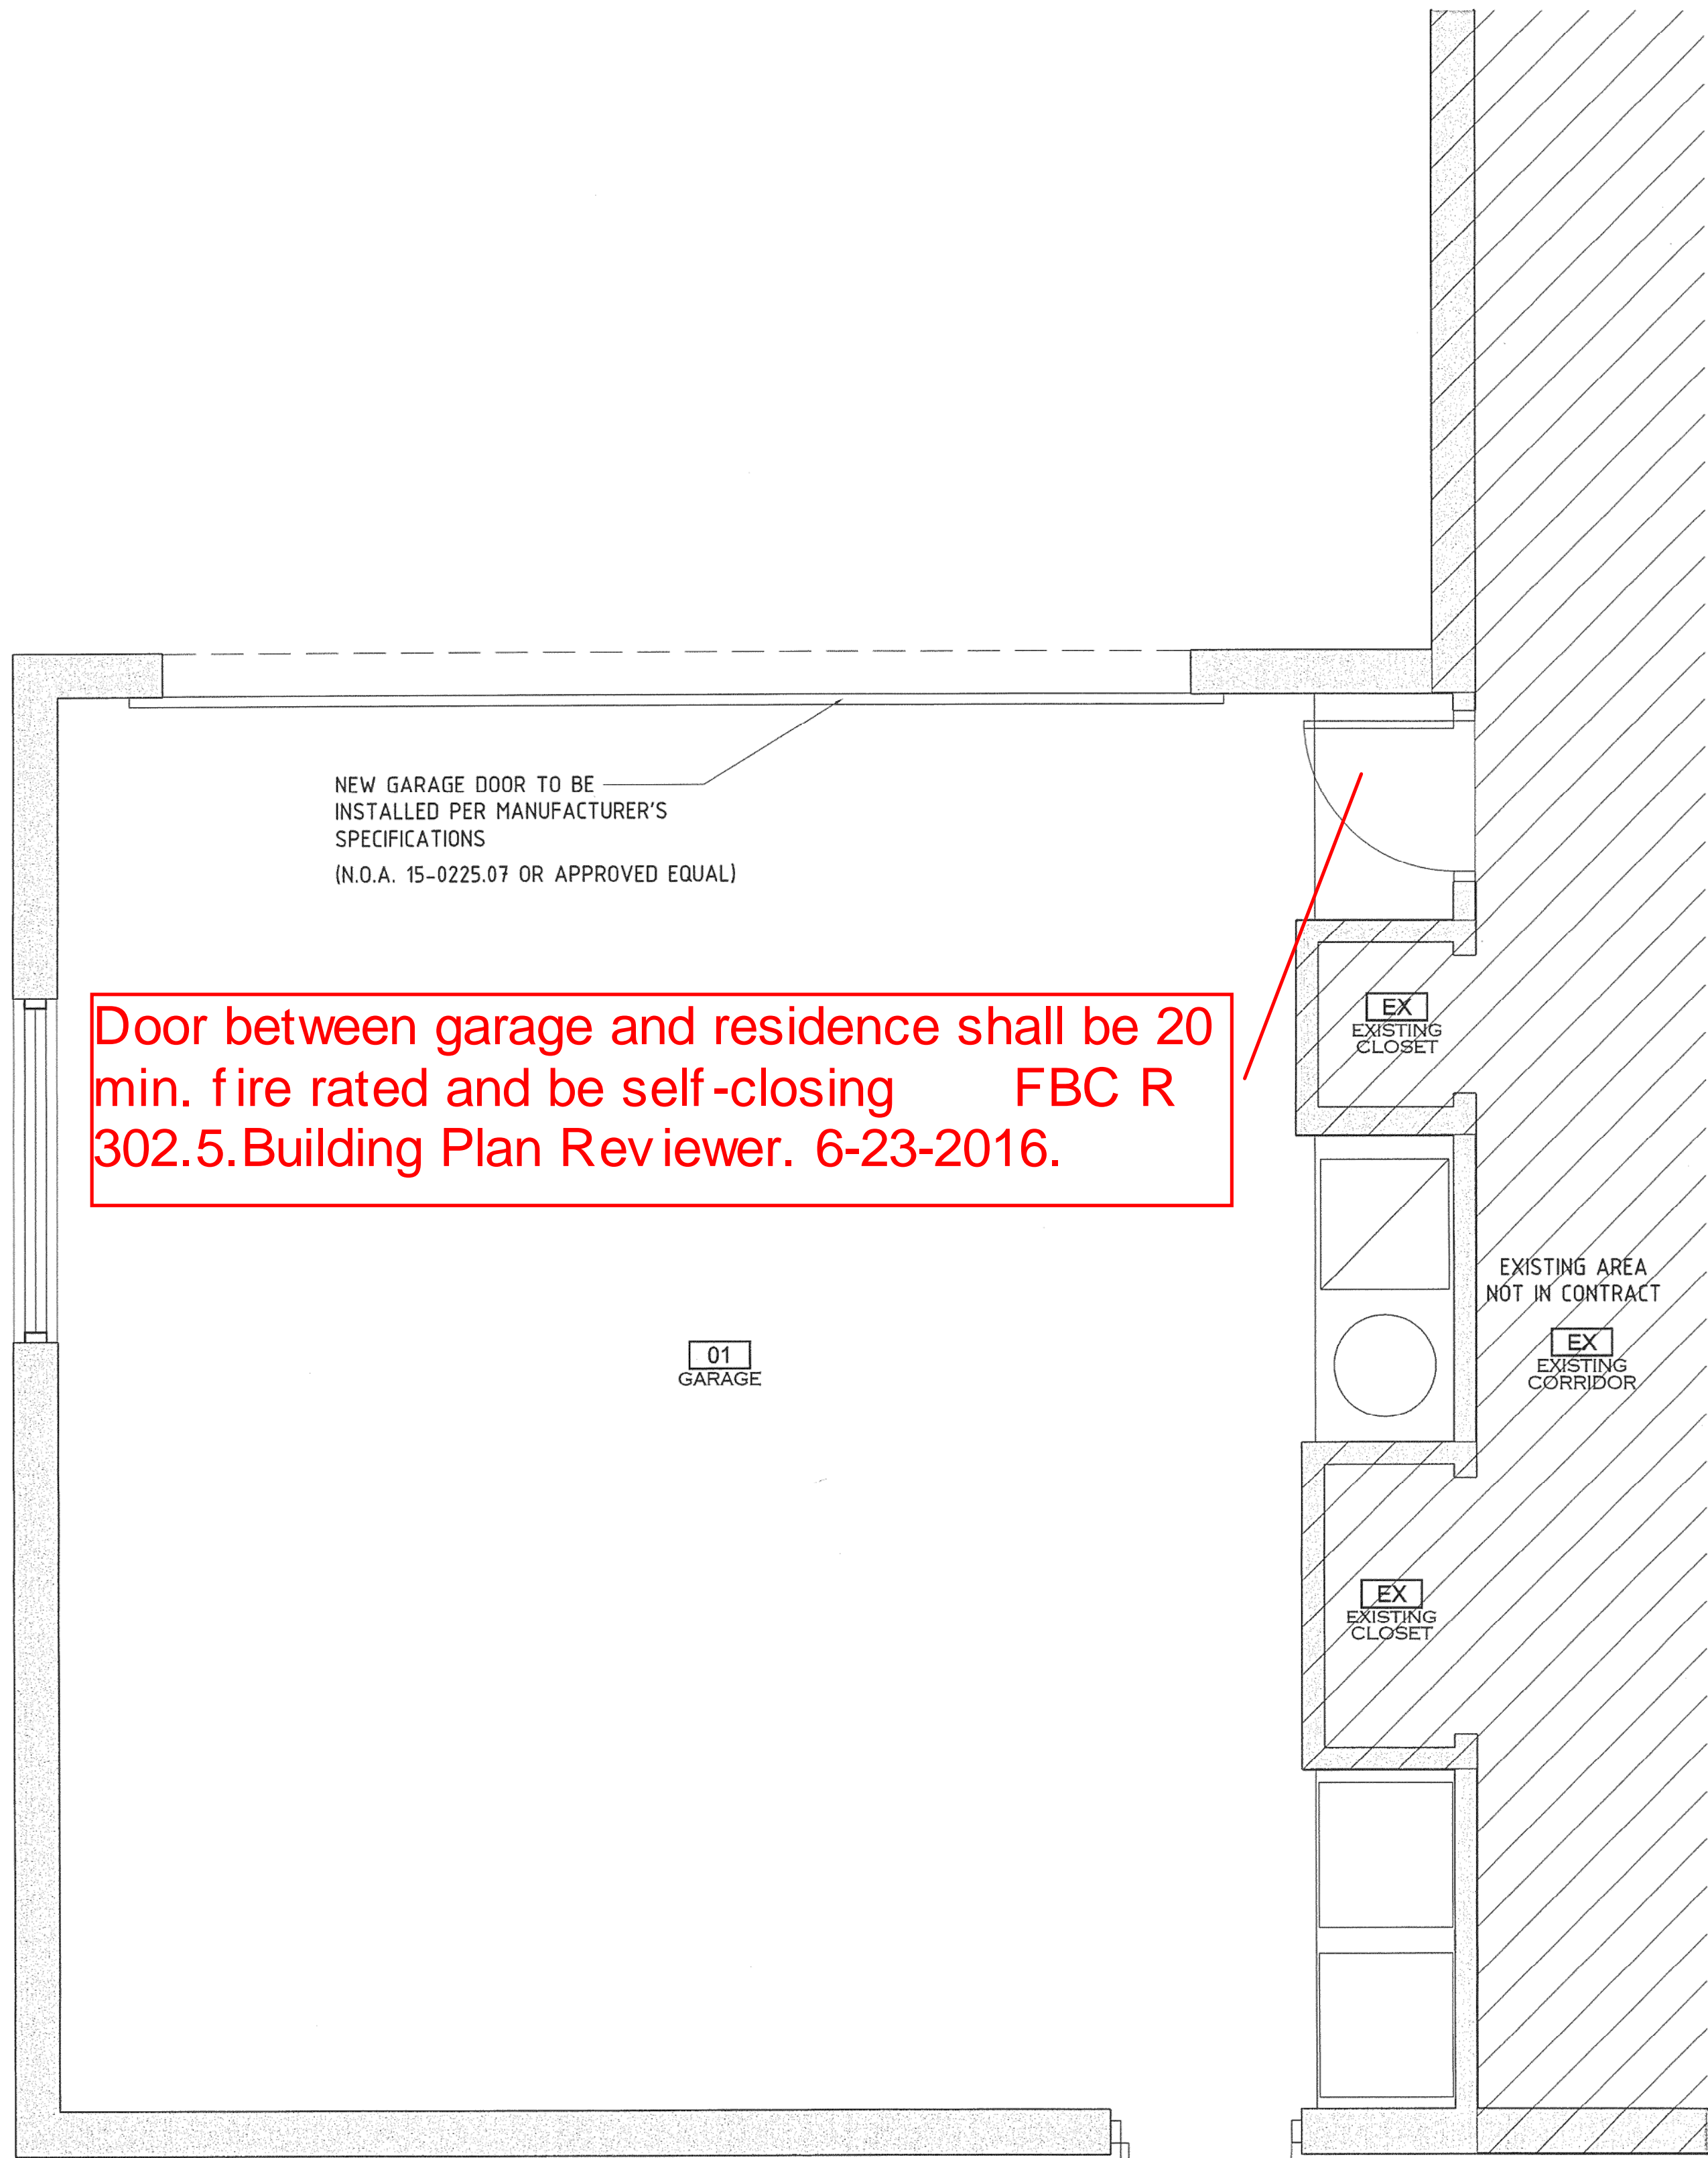 NEW GARAGE DOOR TO BE
INSTALLED PER MANUFACTURER'S
SPECIFICATIONS
(N.O.A. 15-0225.07 OR APPROVED EQUAL)
Door between garage and residence shall be 20
min. fire rated and be self-closing FBC R
302.5.Building Plan Reviewer. 6-23-2016.
EX
EXISTING
CLOSET
EXISTING AREA
NOT IN CONTRACT
EX
EXISTING
CORRIDOR
01
GARAGE
EX
EXISTING
CLOSET